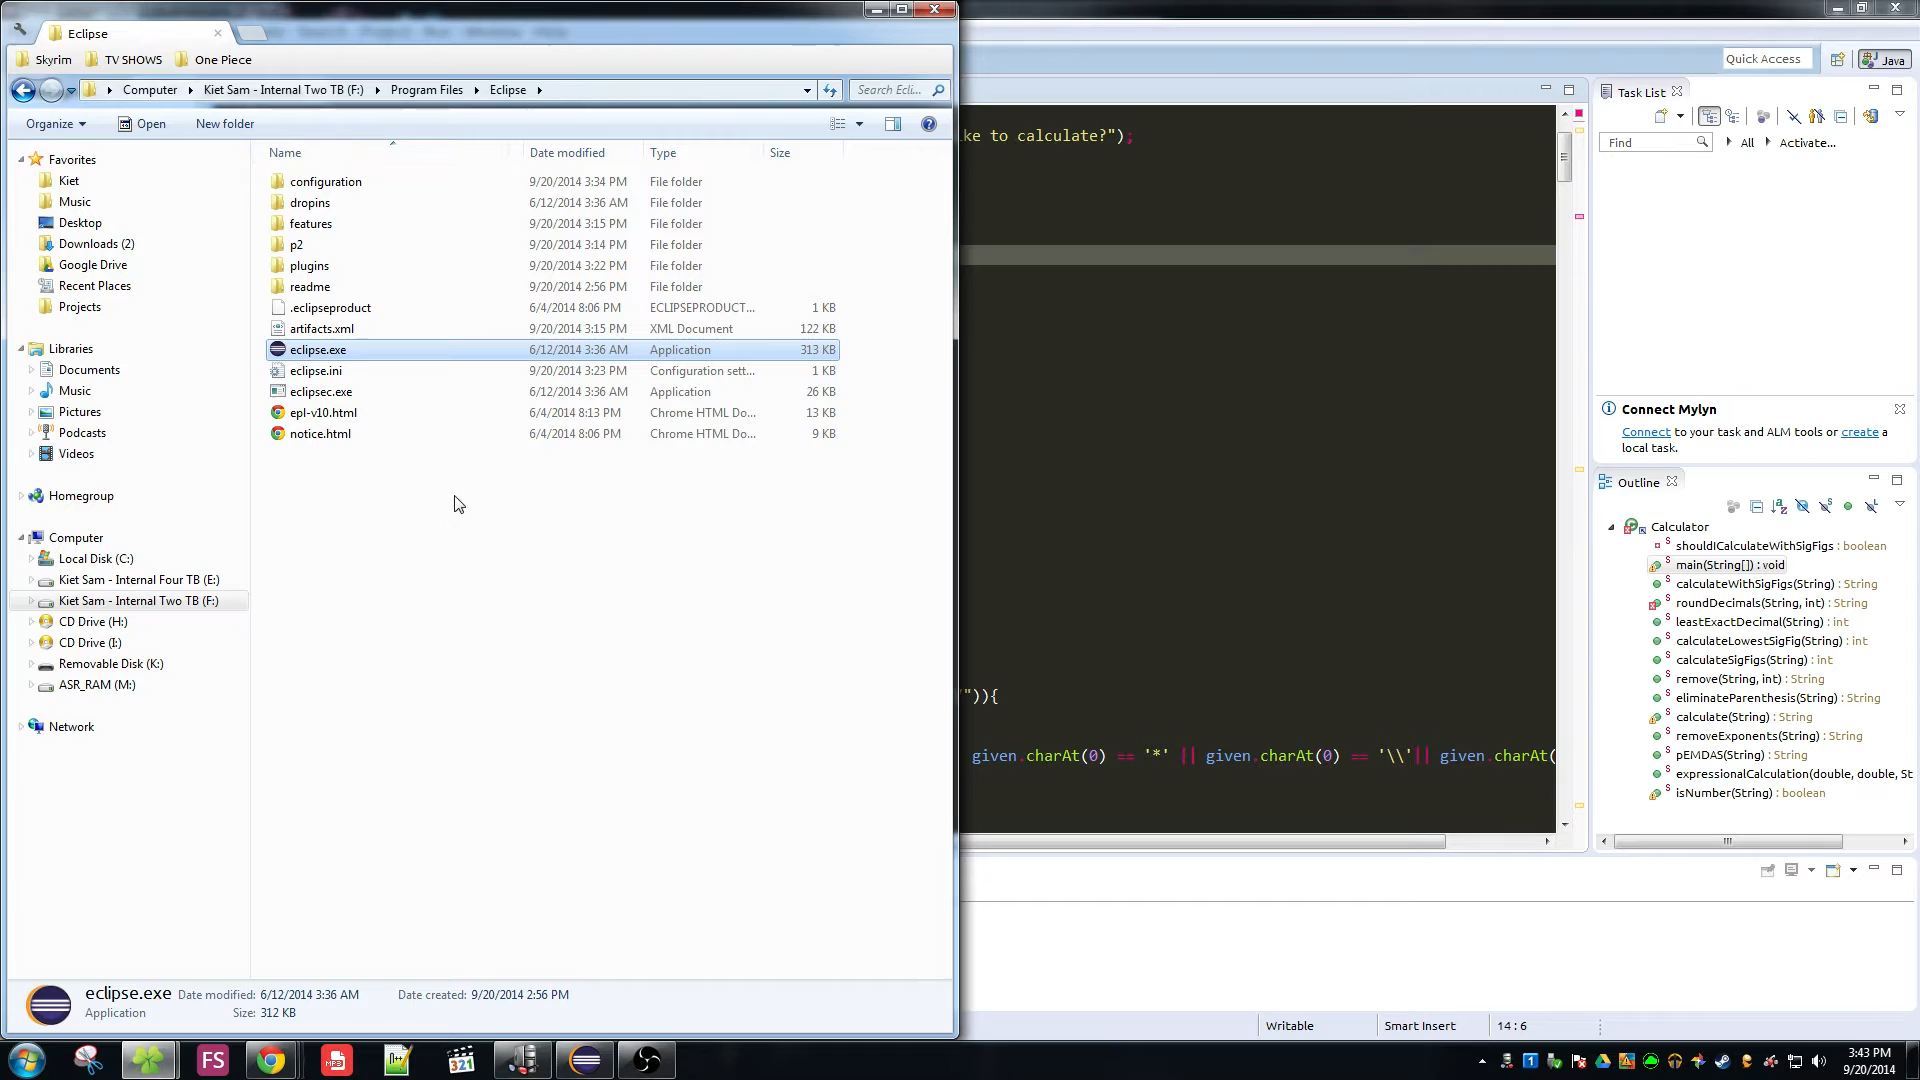 Eclipse
Skyrim TV SHOWS One Piece
Computer Kiet Sam - Internal Two TB (F:) Program Files Eclipse Search Ecli...
Organize Open New folder
Name Date modified Type Size
configuration 9/20/2014 3:34 PM File folder
dropins 6/12/2014 3:36 AM File folder
features 9/20/2014 3:15 PM File folder
p2 9/20/2014 3:14 PM File folder
plugins 9/20/2014 3:22 PM File folder
readme 9/20/2014 2:56 PM File folder
.eclipseproduct 6/4/2014 8:06 PM ECLIPSEPRODUCT... 1 KB
artifacts.xml 9/20/2014 3:15 PM XML Document 122 KB
eclipse.exe 6/12/2014 3:36 AM Application 313 KB
eclipse.ini 9/20/2014 3:23 PM Configuration sett... 1 KB
eclipsec.exe 6/12/2014 3:36 AM Application 26 KB
epl-v10.html 6/4/2014 8:13 PM Chrome HTML Do... 13 KB
notice.html 6/4/2014 8:06 PM Chrome HTML Do... 9 KB
Favorites
Kiet
Music
Desktop
Downloads (2)
Google Drive
Recent Places
Projects
Libraries
Documents
Music
Pictures
Podcasts
Videos
Homegroup
Computer
Local Disk (C:)
Kiet Sam - Internal Four TB (E:)
Kiet Sam - Internal Two TB (F:)
CD Drive (H:)
CD Drive (I:)
Removable Disk (K:)
ASR_RAM (M:)
Network
eclipse.exe Date modified: 6/12/2014 3:36 AM Date created: 9/20/2014 2:56 PM
Application Size: 312 KB
Quick Access Java
ke to calculate?");
")){
given.charAt(0) == '*' || given.charAt(0) == '\\'|| given.charAt(
Task List
Find All Activate...
Connect Mylyn
Connect to your task and ALM tools or create a
local task.
Outline
Calculator
shouldICalculateWithSigFigs : boolean
main(String[]) : void
calculateWithSigFigs(String) : String
roundDecimals(String, int) : String
leastExactDecimal(String) : int
calculateLowestSigFig(String) : int
calculateSigFigs(String) : int
remove(String, int) : String
eliminateParenthesis(String) : String
calculate(String) : String
removeExponents(String) : String
pEMDAS(String) : String
expressionalCalculation(double, double, St
isNumber(String) : boolean
Writable Smart Insert 14 : 6
FS MP3 321
3:43 PM
9/20/2014